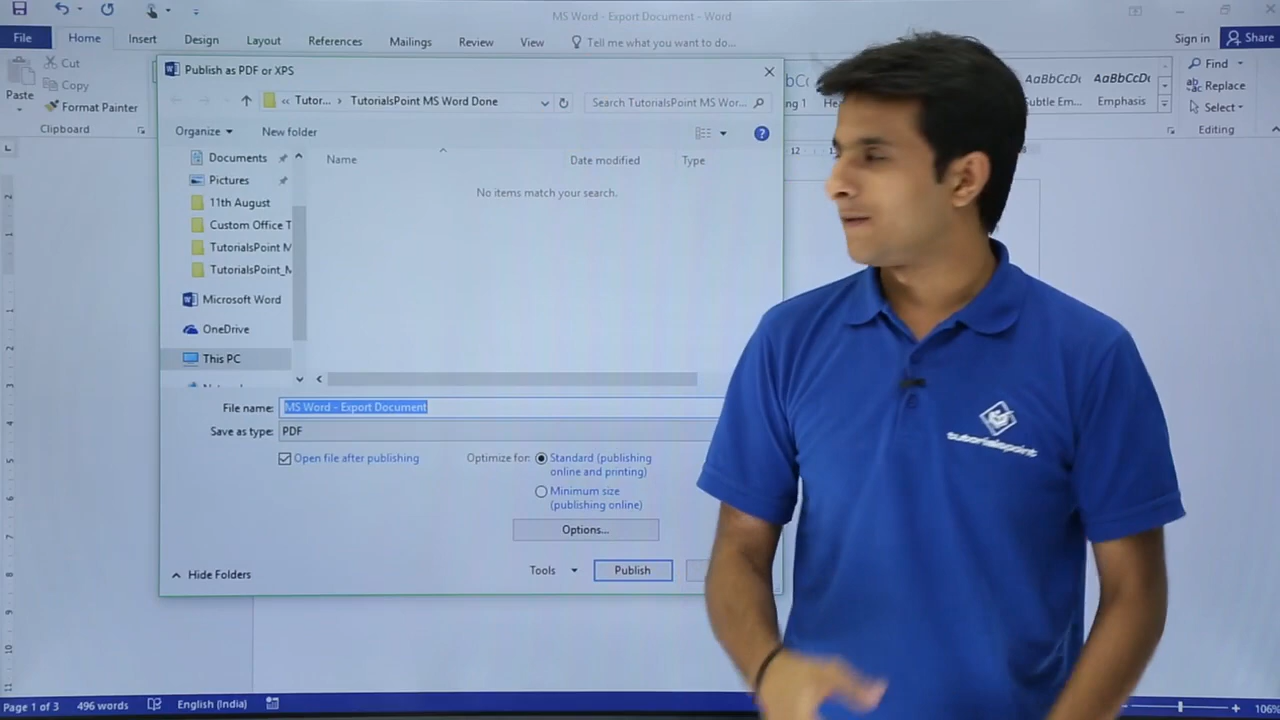 MS Word - Export Document - Word
File Home Insert Design Layout References Mailings Review View Tell me what you want to do... Sign in Share
Cut
Copy
Paste
Format Painter
Clipboard
Publish as PDF or XPS
« Tutor... › TutorialsPoint MS Word Done
Search TutorialsPoint MS Wor...
Organize New folder
Name Date modified Type
No items match your search.
Documents
Pictures
11th August
Custom Office T
TutorialsPoint M
TutorialsPoint_M
Microsoft Word
OneDrive
This PC
File name: MS Word - Export Document
Save as type: PDF
Open file after publishing
Optimize for: Standard (publishing
online and printing)
Minimum size
(publishing online)
Options...
Hide Folders
Tools Publish
AaBbCcDc AaBbCcDc
Emphasis
Find
Replace
Select
Editing
tutorialspoint
Page 1 of 3 496 words English (India) 106%